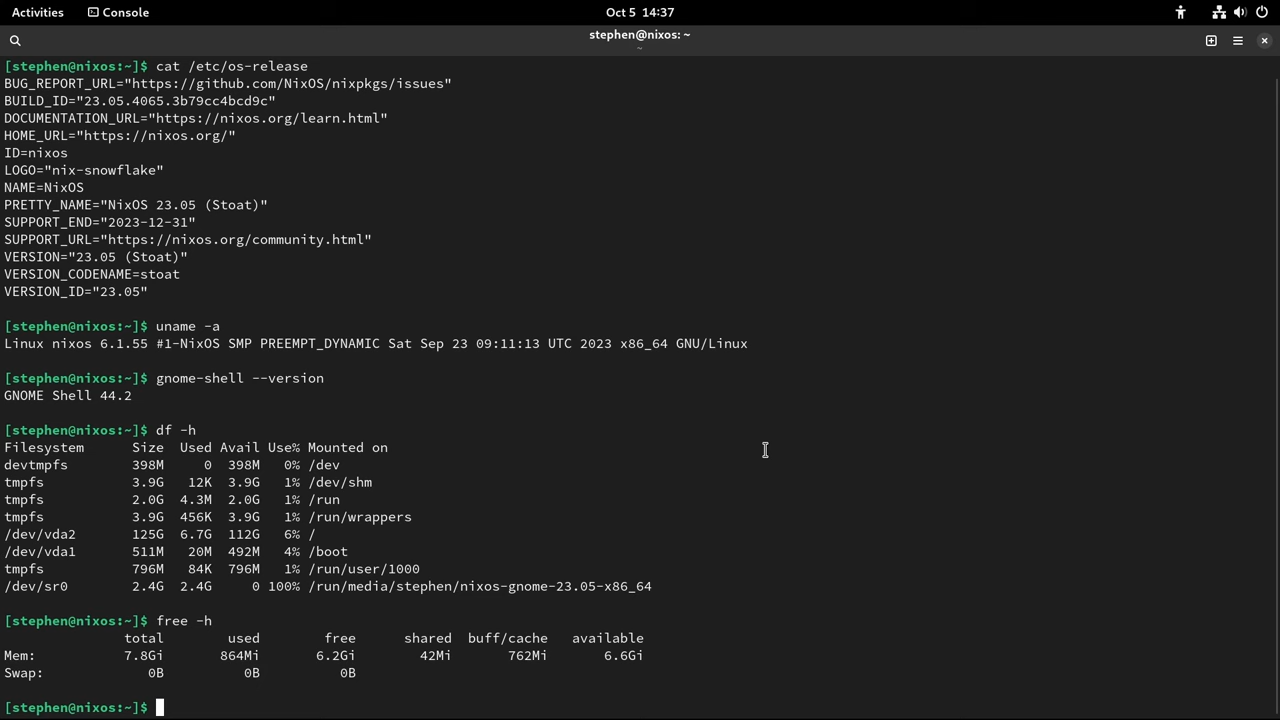 Activities Console Oct 5 14:37
stephen@nixos: ~
~
[stephen@nixos:~]$ cat /etc/os-release
BUG_REPORT_URL="https://github.com/NixOS/nixpkgs/issues"
BUILD_ID="23.05.4065.3b79cc4bcd9c"
DOCUMENTATION_URL="https://nixos.org/learn.html"
HOME_URL="https://nixos.org/"
ID=nixos
LOGO="nix-snowflake"
NAME=NixOS
PRETTY_NAME="NixOS 23.05 (Stoat)"
SUPPORT_END="2023-12-31"
SUPPORT_URL="https://nixos.org/community.html"
VERSION="23.05 (Stoat)"
VERSION_CODENAME=stoat
VERSION_ID="23.05"
[stephen@nixos:~]$ uname -a
Linux nixos 6.1.55 #1-NixOS SMP PREEMPT_DYNAMIC Sat Sep 23 09:11:13 UTC 2023 x86_64 GNU/Linux
[stephen@nixos:~]$ gnome-shell --version
GNOME Shell 44.2
[stephen@nixos:~]$ df -h
Filesystem      Size  Used Avail Use% Mounted on
devtmpfs        398M     0  398M   0% /dev
tmpfs           3.9G   12K  3.9G   1% /dev/shm
tmpfs           2.0G  4.3M  2.0G   1% /run
tmpfs           3.9G  456K  3.9G   1% /run/wrappers
/dev/vda2       125G  6.7G  112G   6% /
/dev/vda1       511M   20M  492M   4% /boot
tmpfs           796M   84K  796M   1% /run/user/1000
/dev/sr0        2.4G  2.4G     0 100% /run/media/stephen/nixos-gnome-23.05-x86_64
[stephen@nixos:~]$ free -h
               total        used        free      shared  buff/cache   available
Mem:           7.8Gi       864Mi       6.2Gi        42Mi       762Mi       6.6Gi
Swap:             0B          0B          0B
[stephen@nixos:~]$